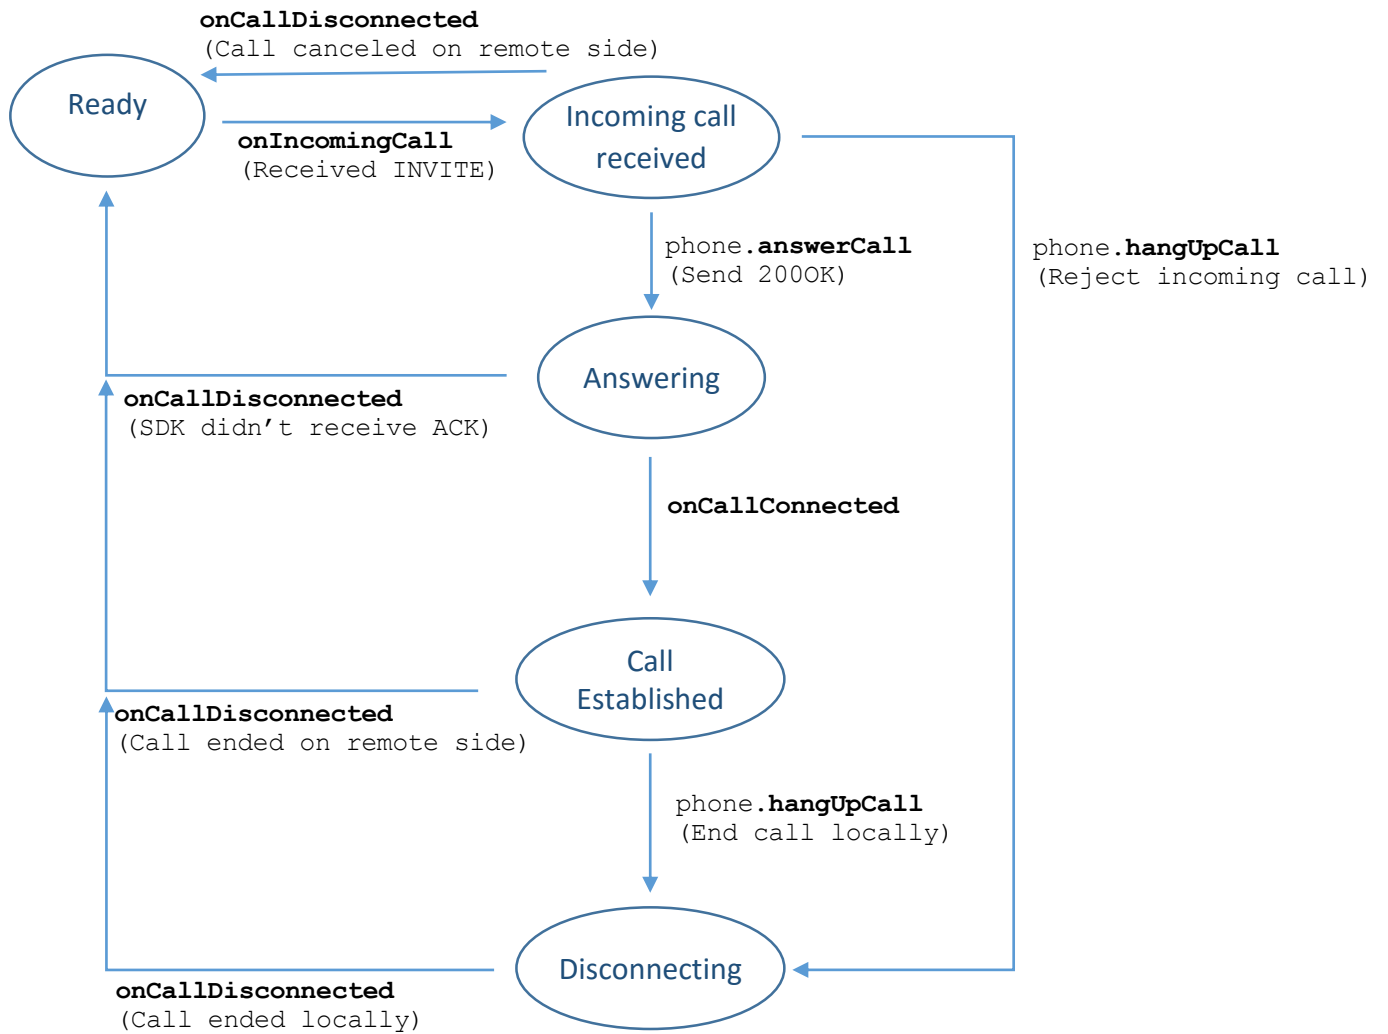 onCallDisconnected
(Call canceled on remote side)
Ready
onIncomingCall
(Received INVITE)
Incoming call
received
phone.answerCall
(Send 200OK)
phone.hangUpCall
(Reject incoming call)
Answering
onCallDisconnected
(SDK didn’t receive ACK)
onCallConnected
Call
Established
onCallDisconnected
(Call ended on remote side)
phone.hangUpCall
(End call locally)
Disconnecting
onCallDisconnected
(Call ended locally)